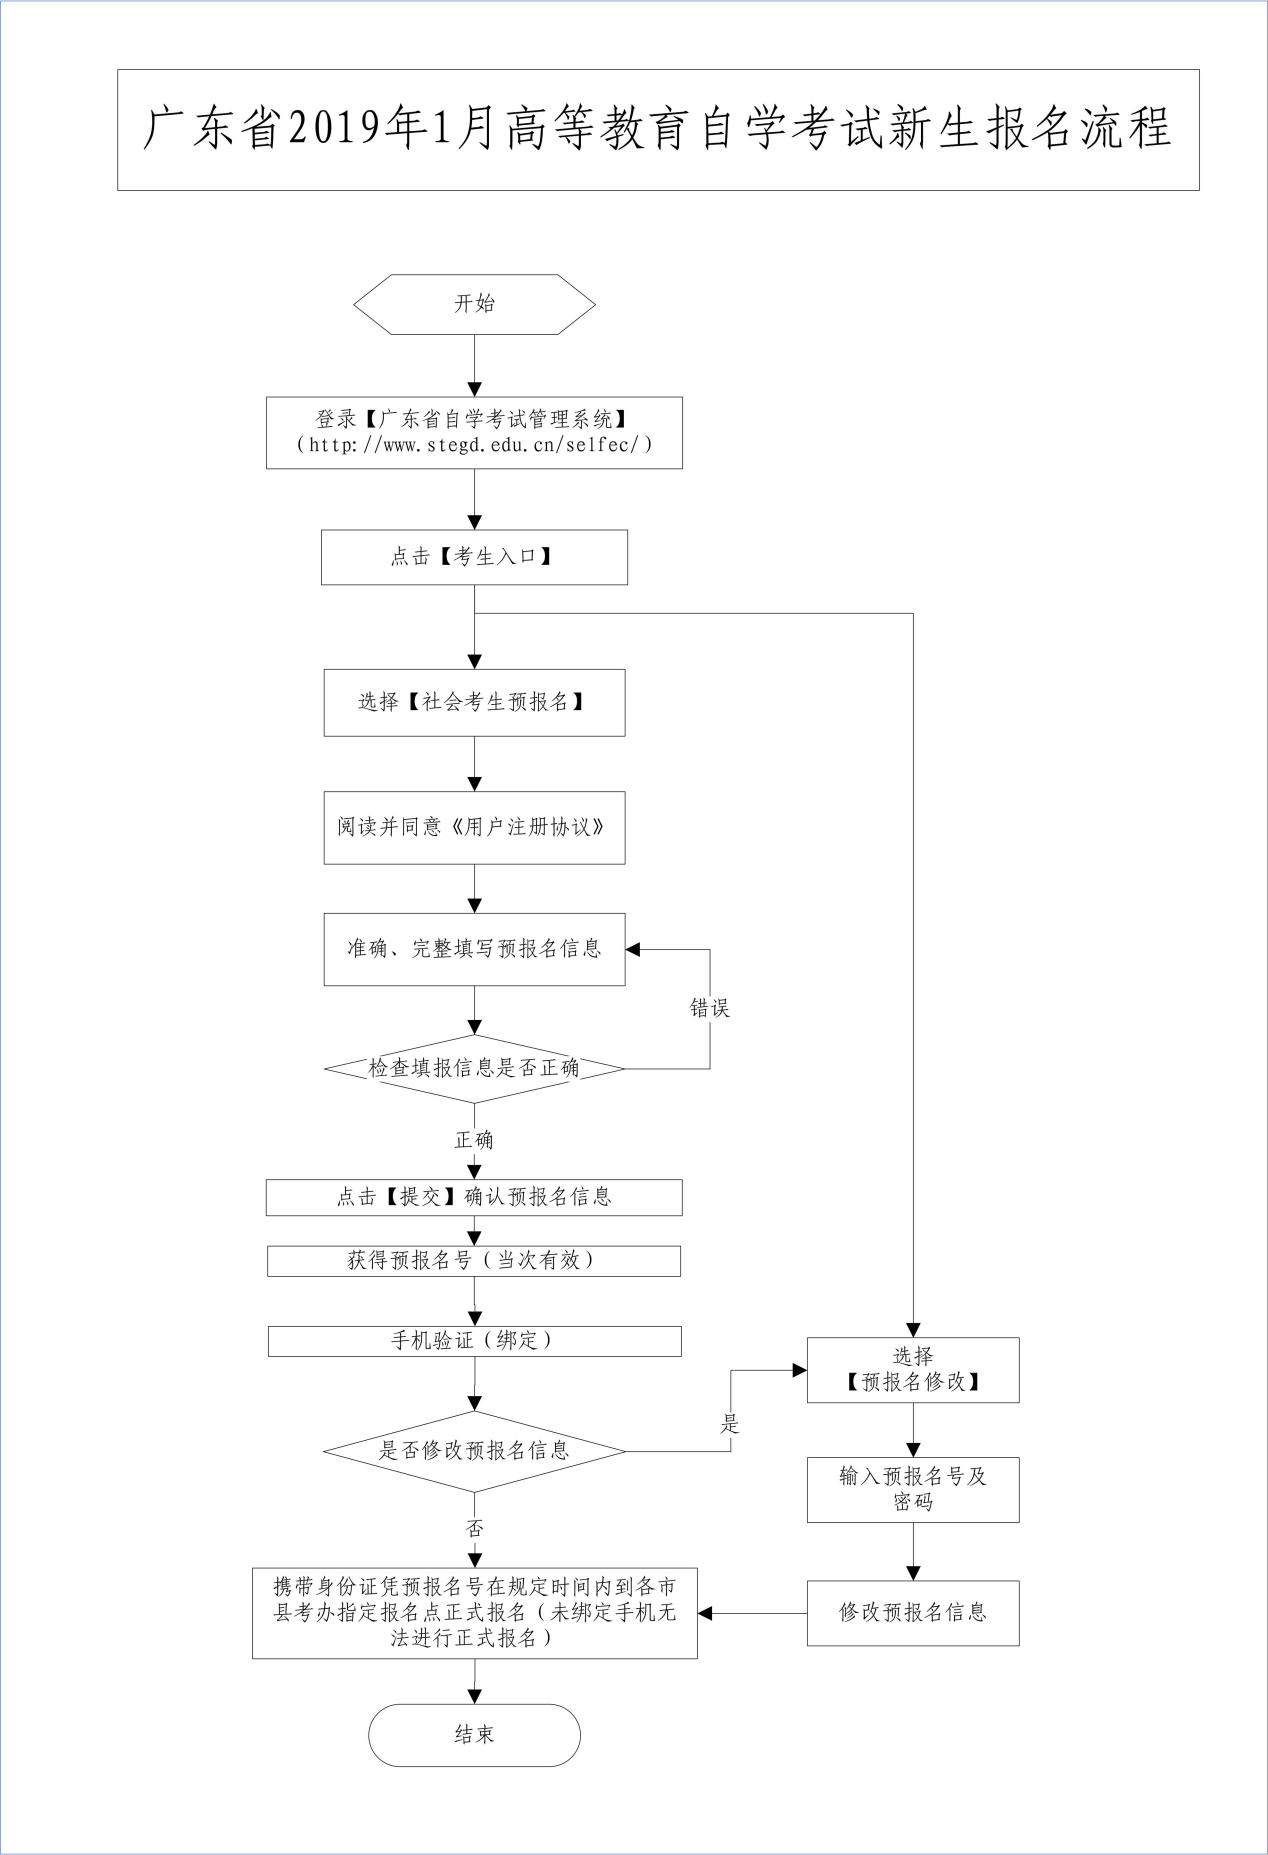 广东省2019年1月高等教育自学考试新生报名流程
开始
登录【广东省自学考试管理系统】
(http://www.stegd.edu.cn/selfec/)
点击【考生入口】
选择【社会考生预报名】
阅读并同意《用户注册协议》
准确、完整填写预报名信息
错误
检查填报信息是否正确
正确
点击【提交】确认预报名信息
获得预报名号（当次有效）
手机验证（绑定）
选择
【预报名修改】
是
是否修改预报名信息
输入预报名号及
密码
否
携带身份证凭预报名号在规定时间内到各市
县考办指定报名点正式报名（未绑定手机无
法进行正式报名）
修改预报名信息
结束